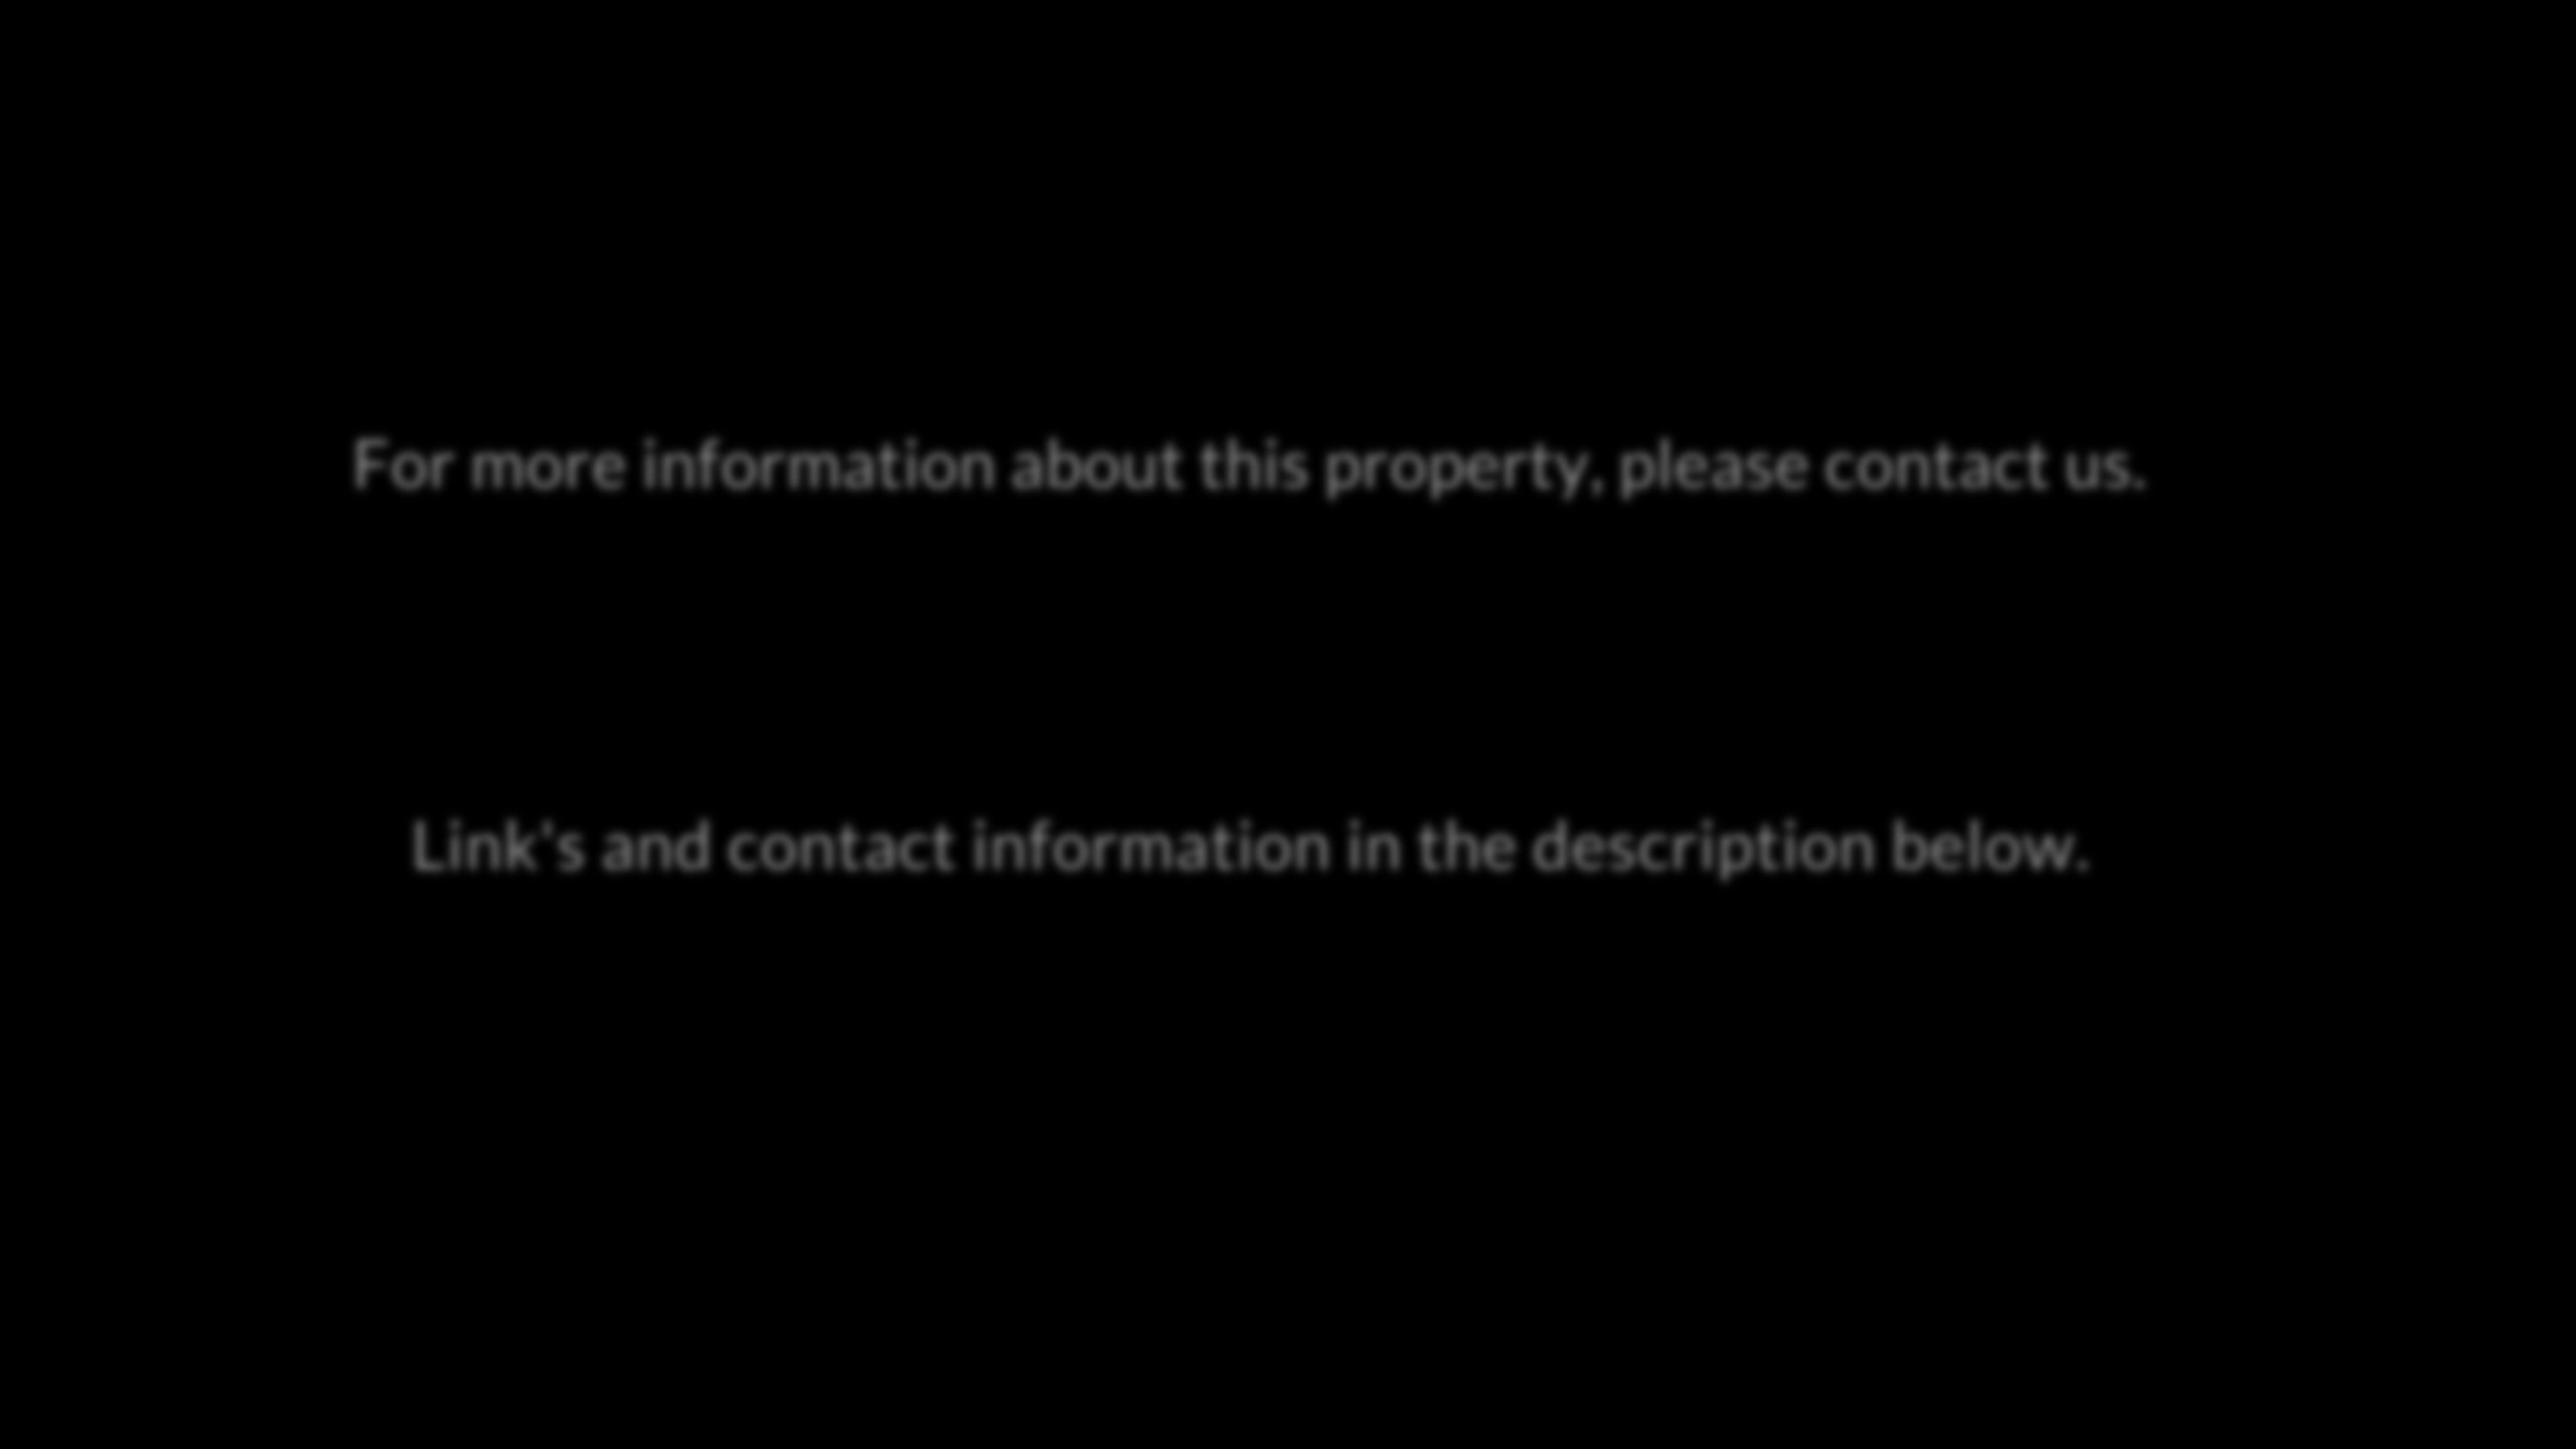 For more information about this property, please contact us.
Link's and contact information in the description below.